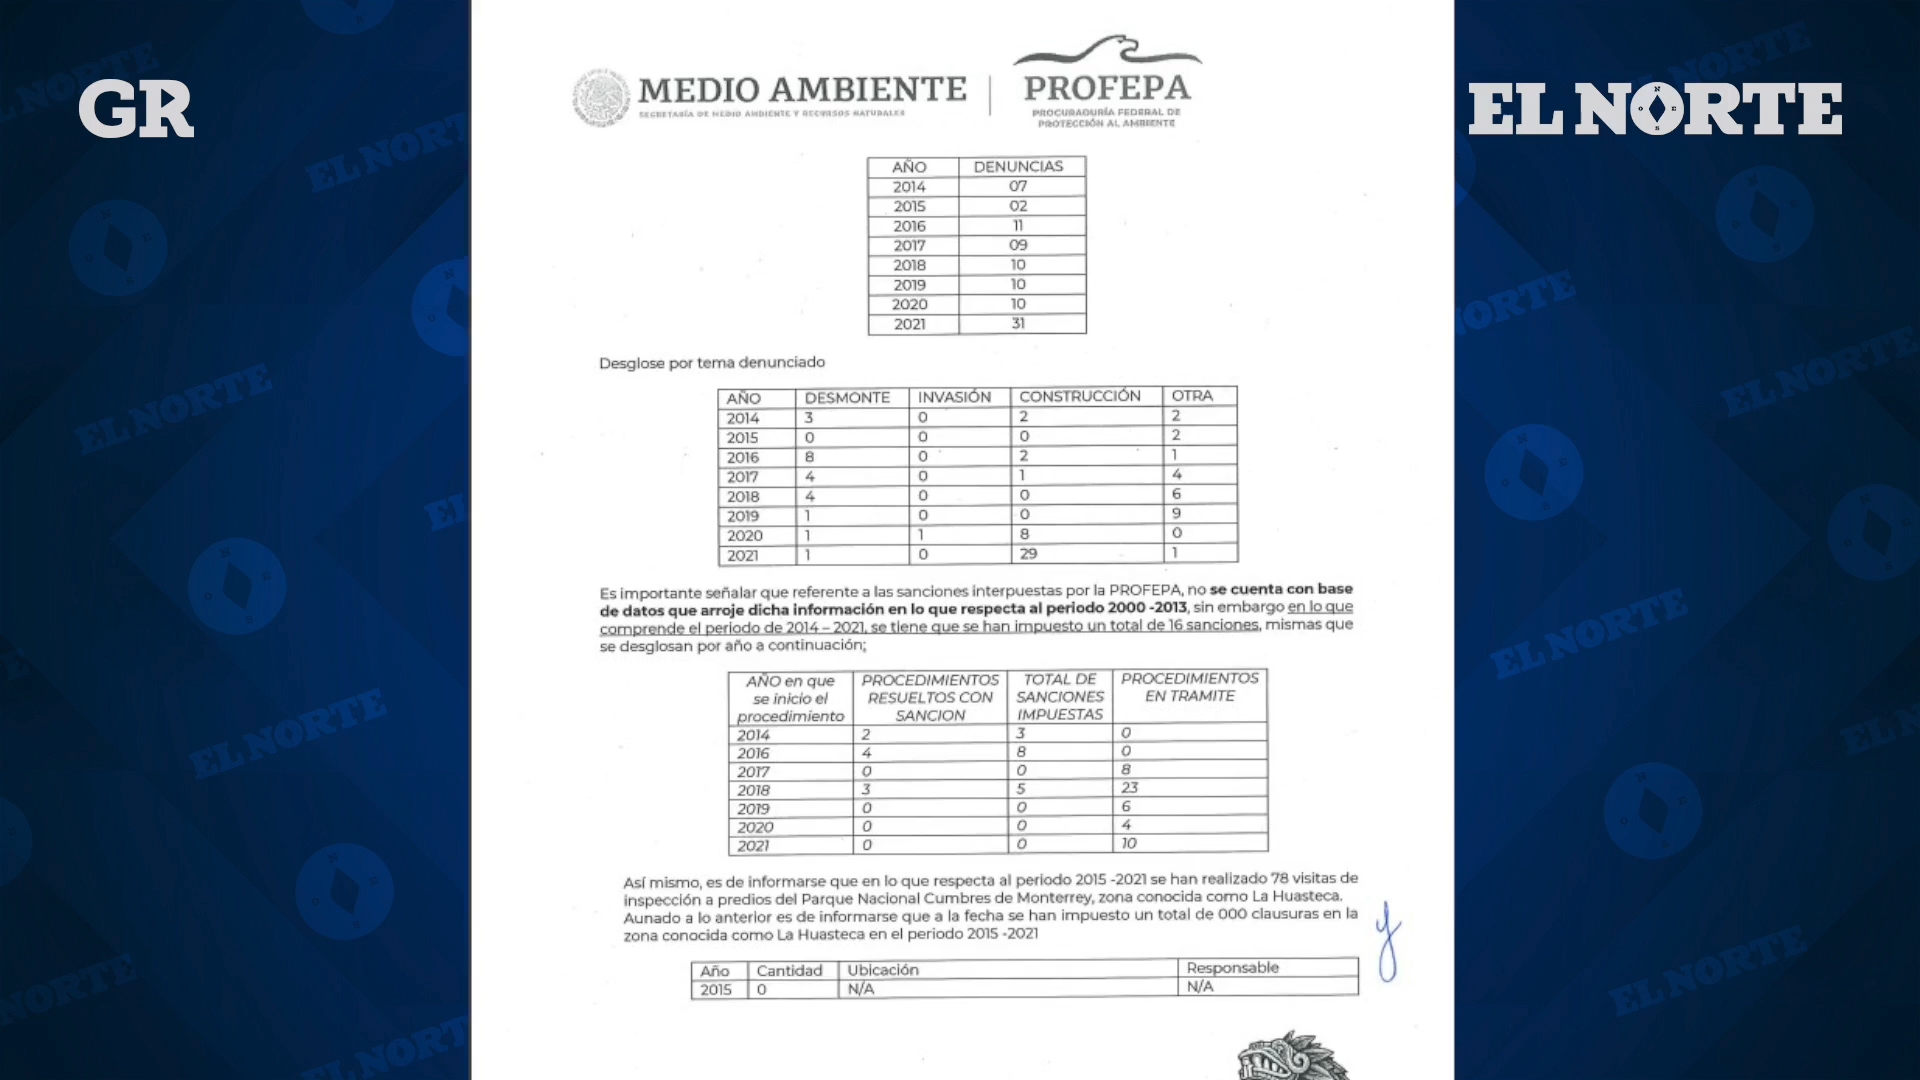 GR
EL NORTE
MEDIO AMBIENTE
SECRETARÍA DE MEDIO AMBIENTE Y RECURSOS NATURALES
PROFEPA
PROCURADURÍA FEDERAL DE
PROTECCIÓN AL AMBIENTE
AÑO DENUNCIAS
2014 07
2015 02
2016 11
2017 09
2018 10
2019 10
2020 10
2021 31
Desglose por tema denunciado
AÑO DESMONTE INVASIÓN CONSTRUCCIÓN OTRA
2014 3 0 2 2
2015 0 0 0 2
2016 8 0 2 1
2017 4 0 1 4
2018 4 0 0 6
2019 1 0 0 9
2020 1 1 8 0
2021 1 0 29 1
Es importante señalar que referente a las sanciones interpuestas por la PROFEPA, no se cuenta con base
de datos que arroje dicha información en lo que respecta al periodo 2000 -2013, sin embargo en lo que
comprende el periodo de 2014 – 2021, se tiene que se han impuesto un total de 16 sanciones, mismas que
se desglosan por año a continuación;
AÑO en que se inicio el procedimiento PROCEDIMIENTOS RESUELTOS CON SANCION TOTAL DE SANCIONES IMPUESTAS PROCEDIMIENTOS EN TRAMITE
2014 2 3 0
2016 4 8 0
2017 0 0 8
2018 3 5 23
2019 0 0 6
2020 0 0 4
2021 0 0 10
Así mismo, es de informarse que en lo que respecta al periodo 2015 -2021 se han realizado 78 visitas de
inspección a predios del Parque Nacional Cumbres de Monterrey, zona conocida como La Huasteca.
Aunado a lo anterior es de informarse que a la fecha se han impuesto un total de 000 clausuras en la
zona conocida como La Huasteca en el periodo 2015 -2021
Año Cantidad Ubicación Responsable
2015 0 N/A N/A